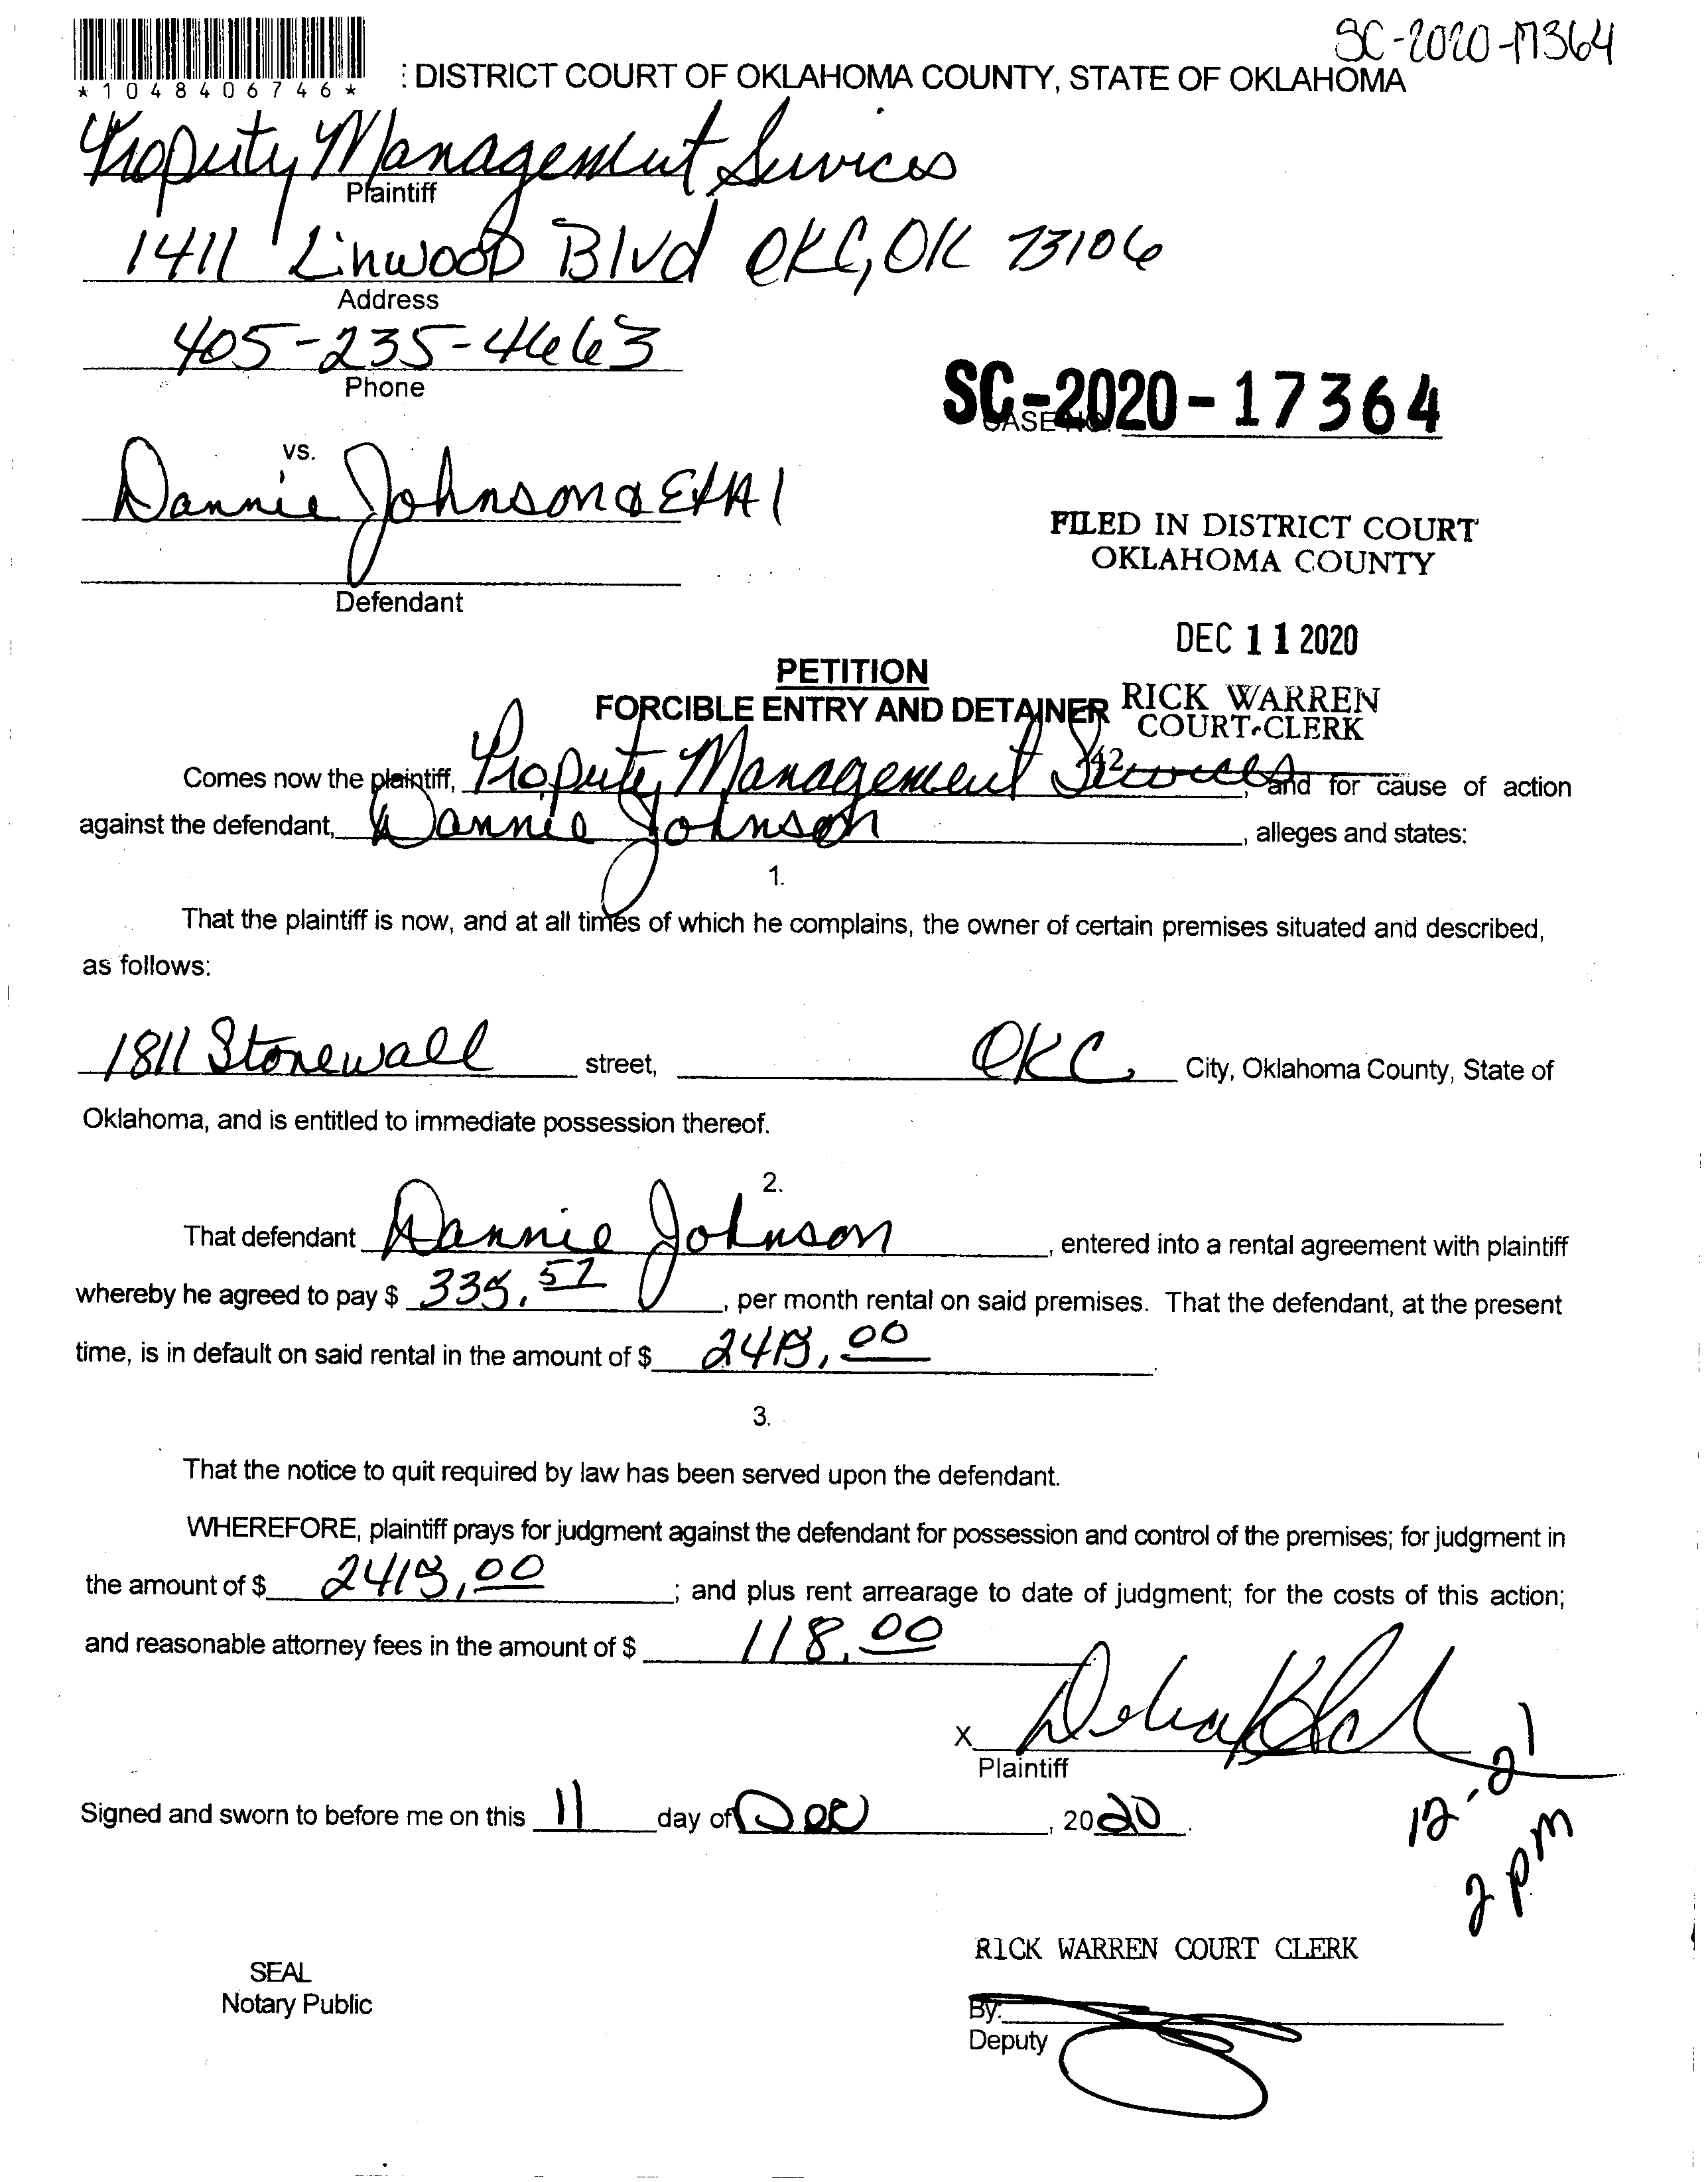 SC-2020-17364
*1048406746*
: DISTRICT COURT OF OKLAHOMA COUNTY, STATE OF OKLAHOMA
Property Management Services
Plaintiff
1411 Linwood Blvd OKC, OK 73106
Address
405-235-4663
Phone
SC-2020-17364
CASE NO.
vs.
Dannie Johnson & EtAl
FILED IN DISTRICT COURT
OKLAHOMA COUNTY
Defendant
DEC 11 2020
PETITION
FORCIBLE ENTRY AND DETAINER
RICK WARREN
COURT CLERK
42
Comes now the plaintiff, Property Management Services, and for cause of action
against the defendant, Dannie Johnson, alleges and states:
1.
That the plaintiff is now, and at all times of which he complains, the owner of certain premises situated and described,
as follows:
1811 Stonewall street, OKC City, Oklahoma County, State of
Oklahoma, and is entitled to immediate possession thereof.
2.
That defendant Dannie Johnson, entered into a rental agreement with plaintiff
whereby he agreed to pay $, per month rental on said premises. That the defendant, at the present
time, is in default on said rental in the amount of $
3.
That the notice to quit required by law has been served upon the defendant.
WHEREFORE, plaintiff prays for judgment against the defendant for possession and control of the premises; for judgment in
the amount of $; and plus rent arrearage to date of judgment; for the costs of this action;
and reasonable attorney fees in the amount of $ 118.00
X
Plaintiff
12-21
2 pm
Signed and sworn to before me on this 11 day of Dec, 2020.
RICK WARREN COURT CLERK
SEAL
Notary Public
By:
Deputy